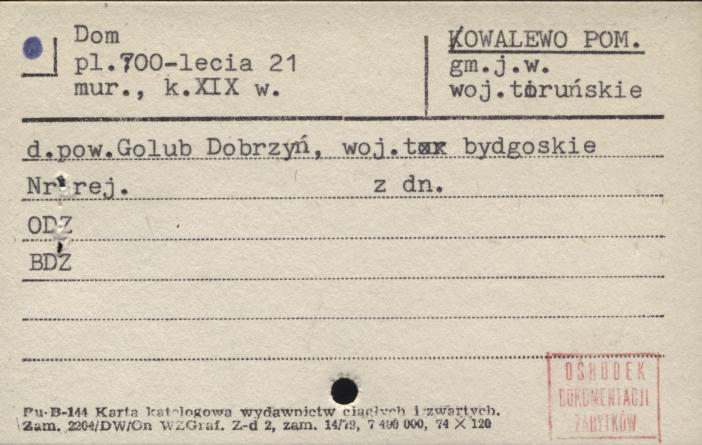 Dom
pl.700-lecia 21
mur., k.XIX w.
KOWALEWO POM.
gm.j.w.
woj.toruńskie
d.pow.Golub Dobrzyń, woj.tor bydgoskie
Nr rej. z dn.
ODZ
BDZ
Pu-B-144 Karta katalogowa wydawnictw ciągłych i zwartych.
Zam. 2204/DW/On WZGraf. Z-d 2, zam. 14/79, 7 400 000, 74 X 120
OŚRODEK
DOKUMENTACJI
ZABYTKÓW